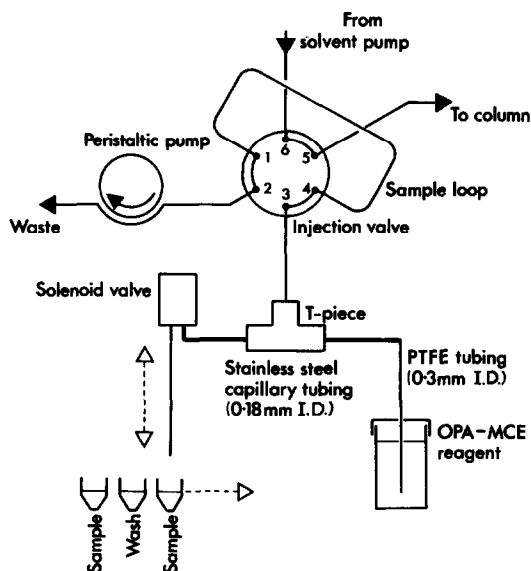 From
solvent pump
To column
Peristaltic pump
1
6
5
2
3
4
Sample loop
Waste
Injection valve
Solenoid valve
T-piece
Stainless steel
capillary tubing
(0·18mm I.D.)
PTFE tubing
(0·3mm I.D.)
OPA-MCE
reagent
Sample
Wash
Sample